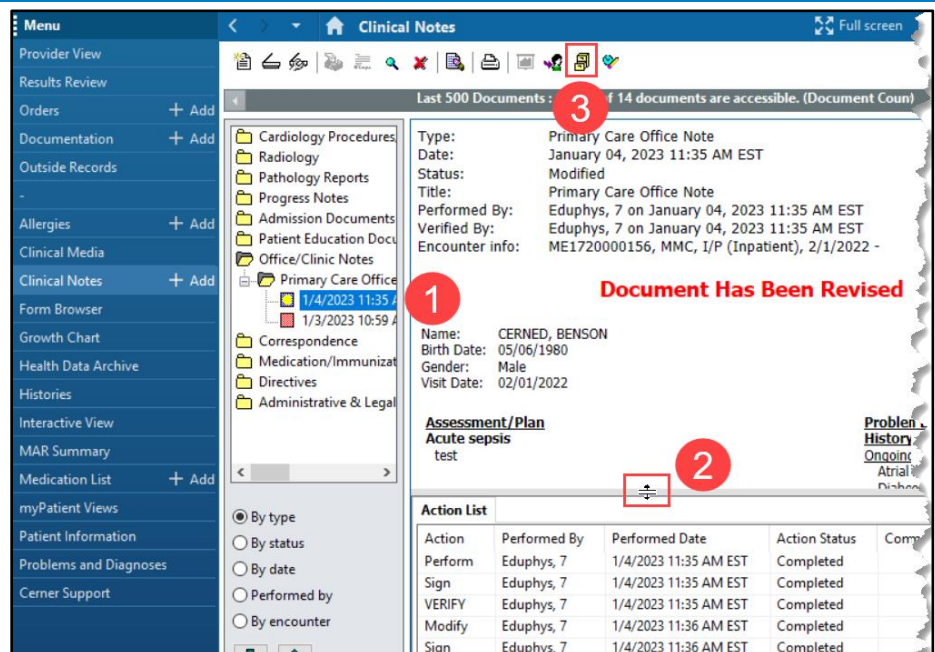 Menu
Clinical Notes
Full screen
Provider View
Results Review
Orders + Add
Documentation + Add
Outside Records
-
Allergies + Add
Clinical Media
Clinical Notes + Add
Form Browser
Growth Chart
Health Data Archive
Histories
Interactive View
MAR Summary
Medication List + Add
myPatient Views
Patient Information
Problems and Diagnoses
Cerner Support
3
Last 500 Documents : of 14 documents are accessible. (Document Coun)
Cardiology Procedures,
Radiology
Pathology Reports
Progress Notes
Admission Documents
Patient Education Docu
Office/Clinic Notes
Primary Care Office
1/4/2023 11:35 A
1/3/2023 10:59 A
Correspondence
Medication/Immunizat
Directives
Administrative & Legal
1
By type
By status
By date
Performed by
By encounter
Type: Primary Care Office Note
Date: January 04, 2023 11:35 AM EST
Status: Modified
Title: Primary Care Office Note
Performed By: Eduphys, 7 on January 04, 2023 11:35 AM EST
Verified By: Eduphys, 7 on January 04, 2023 11:35 AM EST
Encounter info: ME1720000156, MMC, I/P (Inpatient), 2/1/2022 -
Document Has Been Revised
Name: CERNED, BENSON
Birth Date: 05/06/1980
Gender: Male
Visit Date: 02/01/2022
Assessment/Plan
Acute sepsis
test
Problem
History
Ongoing
Atrial
2
Action List
Action Performed By Performed Date Action Status Comm
Perform Eduphys, 7 1/4/2023 11:35 AM EST Completed
Sign Eduphys, 7 1/4/2023 11:35 AM EST Completed
VERIFY Eduphys, 7 1/4/2023 11:35 AM EST Completed
Modify Eduphys, 7 1/4/2023 11:36 AM EST Completed
Sign Eduphys, 7 1/4/2023 11:36 AM EST Completed